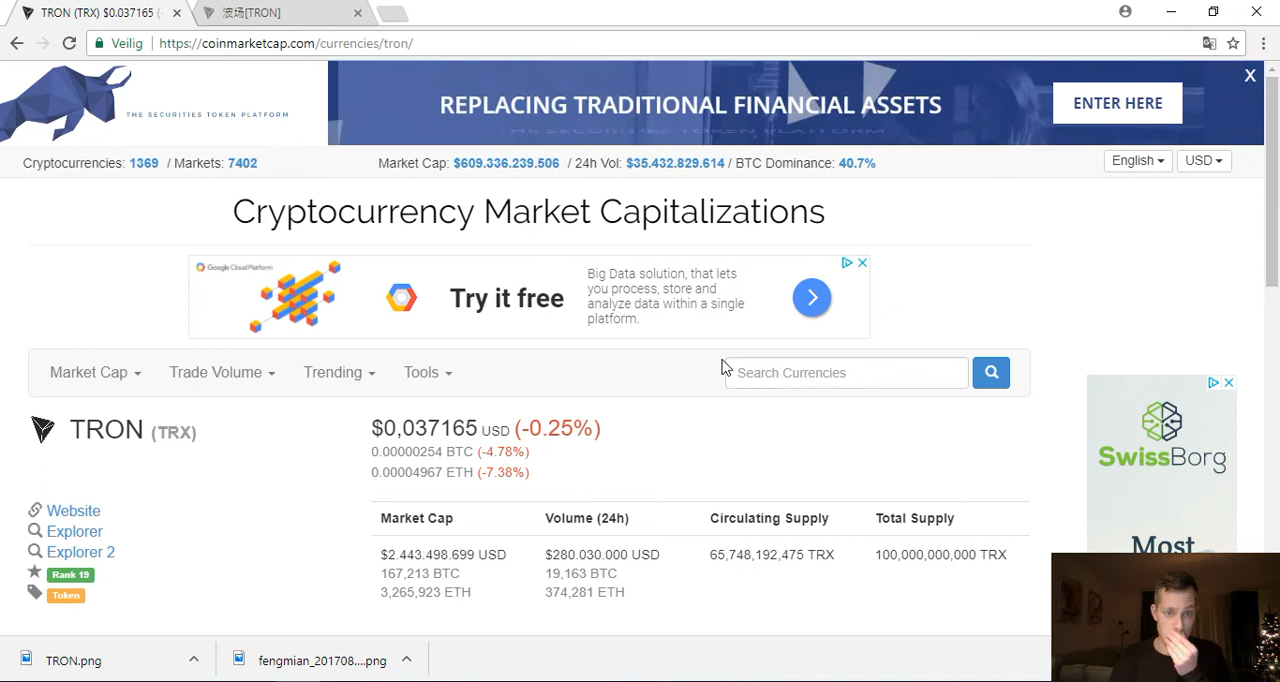 TRON (TRX) $0.037165 (-
波场[TRON]
Veilig
https://coinmarketcap.com/currencies/tron/
THE SECURITIES TOKEN PLATFORM
REPLACING TRADITIONAL FINANCIAL ASSETS
ENTER HERE
X
Cryptocurrencies: 1369 / Markets: 7402
Market Cap: $609.336.239.506 / 24h Vol: $35.432.829.614 / BTC Dominance: 40.7%
English
USD
Cryptocurrency Market Capitalizations
Google Cloud Platform
Try it free
Big Data solution, that lets
you process, store and
analyze data within a single
platform.
Market Cap
Trade Volume
Trending
Tools
Search Currencies
TRON (TRX)
$0,037165 USD (-0.25%)
0.00000254 BTC (-4.78%)
0.00004967 ETH (-7.38%)
SwissBorg
Most
Website
Explorer
Explorer 2
Rank 19
Token
Market Cap
Volume (24h)
Circulating Supply
Total Supply
$2.443.498.699 USD
$280.030.000 USD
65,748,192,475 TRX
100,000,000,000 TRX
167,213 BTC
19,163 BTC
3,265,923 ETH
374,281 ETH
TRON.png
fengmian_201708....png